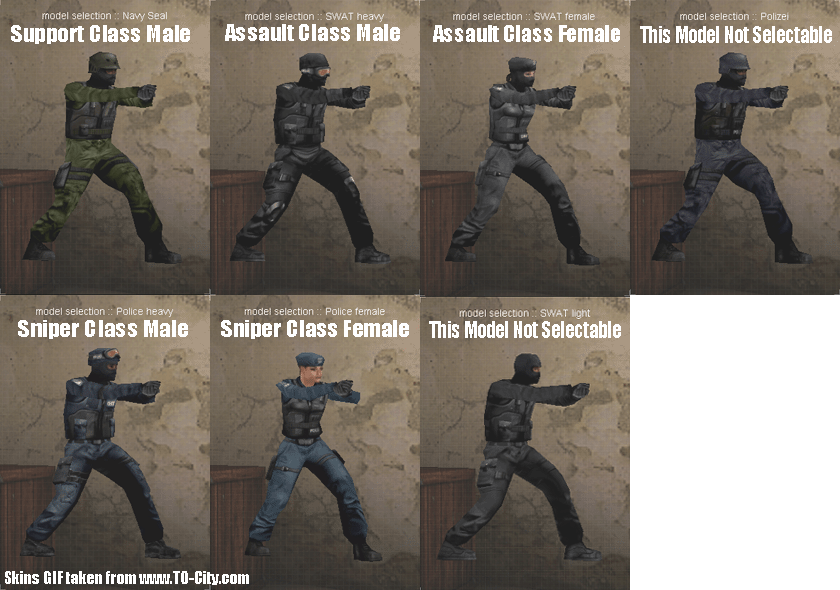 model selection :: Navy Seal
Support Class Male
model selection :: SWAT heavy
Assault Class Male
model selection :: SWAT female
Assault Class Female
model selection :: Polizei
This Model Not Selectable
model selection :: Police heavy
Sniper Class Male
model selection :: Police female
Sniper Class Female
model selection :: SWAT light
This Model Not Selectable
Skins GIF taken from www.TO-City.com